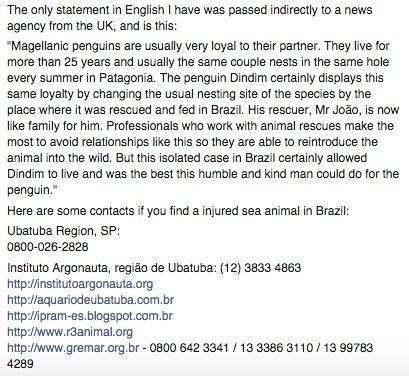 The only statement in English I have was passed indirectly to a news
agency from the UK, and is this:
"Magellanic penguins are usually very loyal to their partner. They live for
more than 25 years and usually the same couple nests in the same hole
every summer in Patagonia. The penguin Dindim certainly displays this
same loyalty by changing the usual nesting site of the species by the
place where it was rescued and fed in Brazil. His rescuer, Mr João, is now
like family for him. Professionals who work with animal rescues make the
most to avoid relationships like this so they are able to reintroduce the
animal into the wild. But this isolated case in Brazil certainly allowed
Dindim to live and was the best this humble and kind man could do for the
penguin."
Here are some contacts if you find a injured sea animal in Brazil:
Ubatuba Region, SP:
0800-026-2828
Instituto Argonauta, região de Ubatuba: (12) 3833 4863
http://institutoargonauta.org
http://aquariodeubatuba.com.br
http://ipram-es.blogspot.com.br
http://www.r3animal.org
http://www.gremar.org.br - 0800 642 3341 / 13 3386 3110 / 13 99783
4289